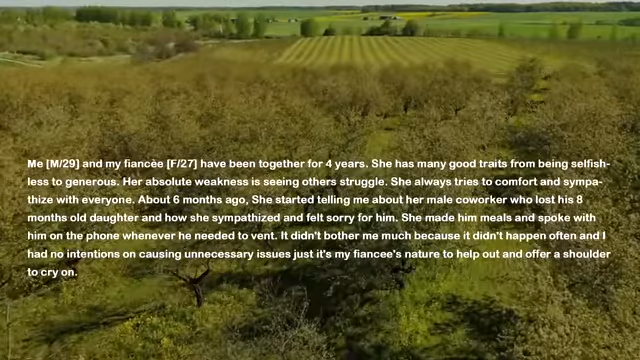 Me [M/29] and my fiancèe [F/27] have been together for 4 years. She has many good traits from being selfish-
less to generous. Her absolute weakness is seeing others struggle. She always tries to comfort and sympa-
thize with everyone. About 6 months ago, She started telling me about her male coworker who lost his 8
months old daughter and how she sympathized and felt sorry for him. She made him meals and spoke with
him on the phone whenever he needed to vent. It didn't bother me much because it didn't happen often and I
had no intentions on causing unnecessary issues just it's my fiancee's nature to help out and offer a shoulder
to cry on.